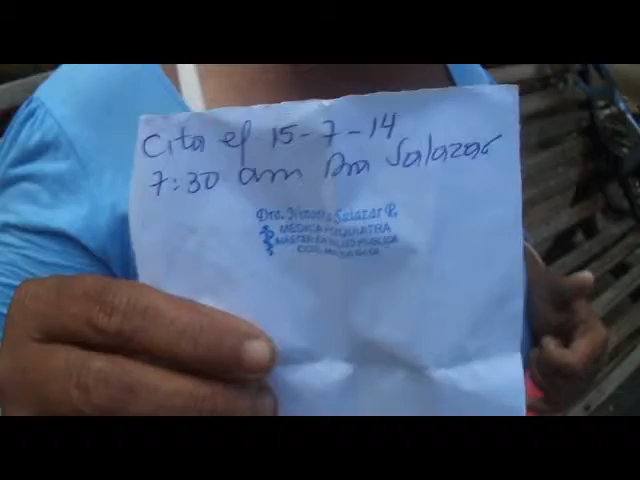 Cita el 15-7-14
7:30 am Dra Salazar
Dra. Salazar P.
MEDICA PSIQUIATRA
MASTER EN SALUD PUBLICA